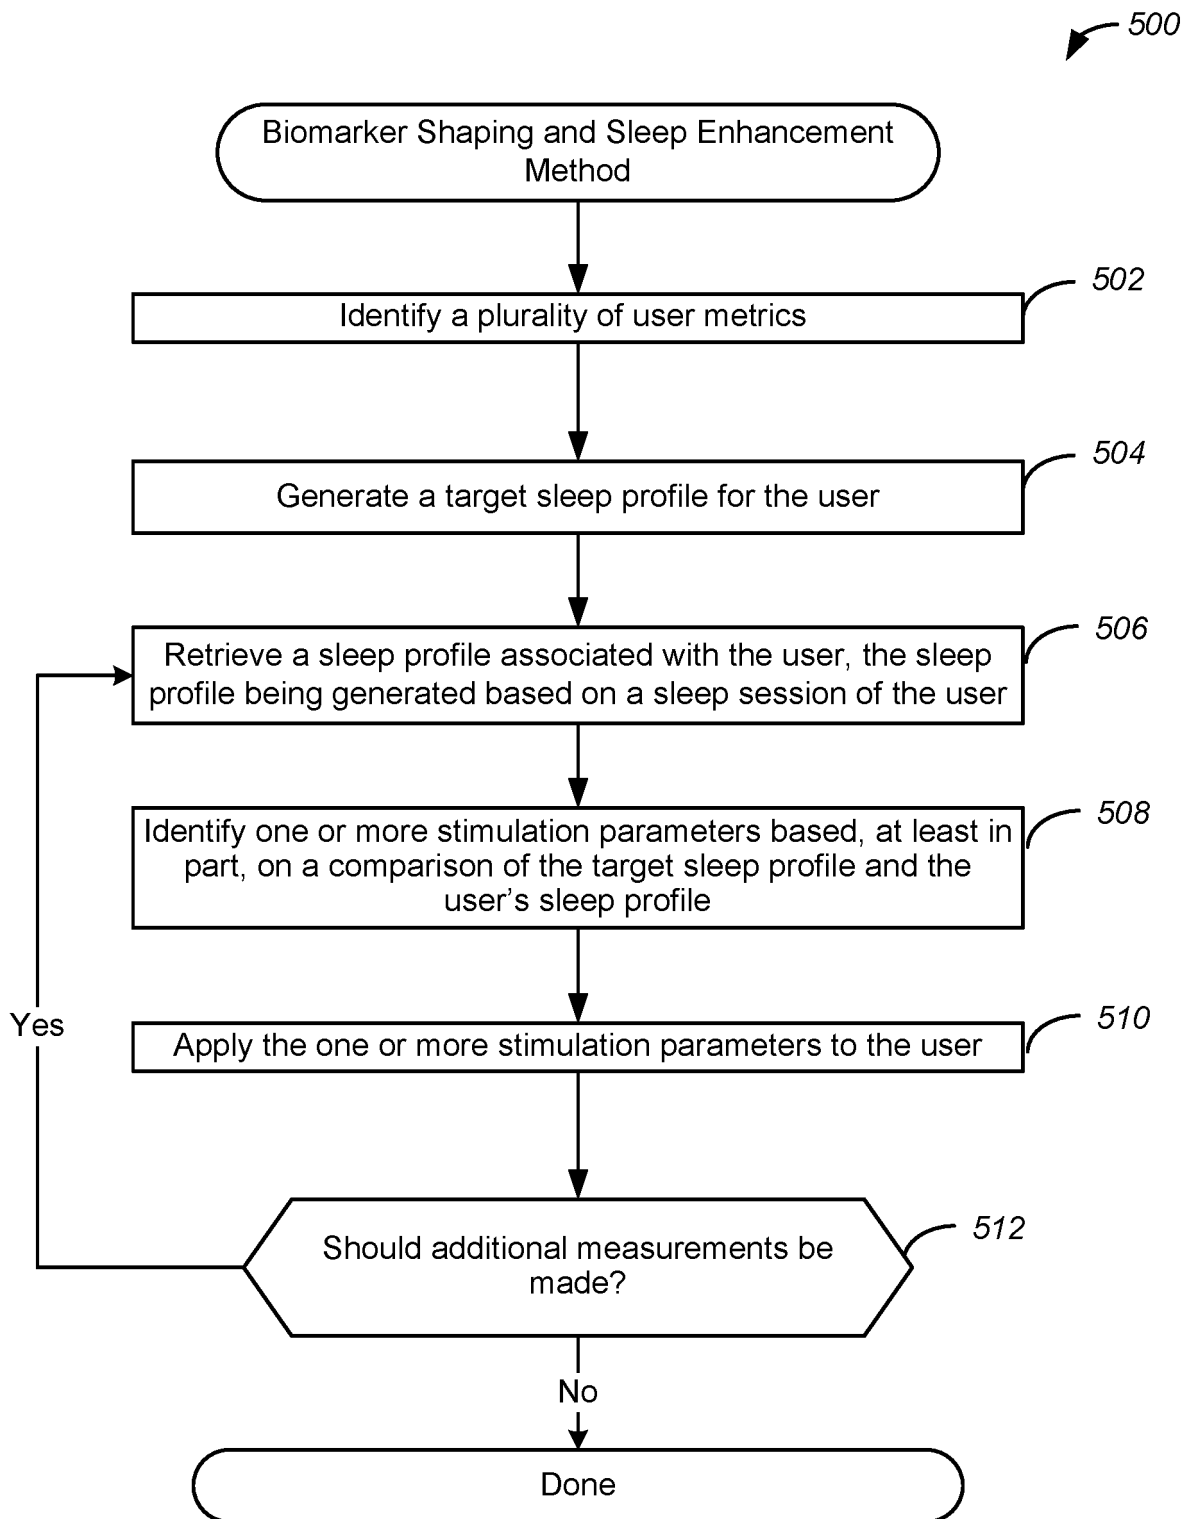 500
Biomarker Shaping and Sleep Enhancement
Method
502
Identify a plurality of user metrics
504
Generate a target sleep profile for the user
506
Retrieve a sleep profile associated with the user, the sleep
profile being generated based on a sleep session of the user
508
Identify one or more stimulation parameters based, at least in
part, on a comparison of the target sleep profile and the
user's sleep profile
510
Apply the one or more stimulation parameters to the user
Yes
512
Should additional measurements be
made?
No
Done